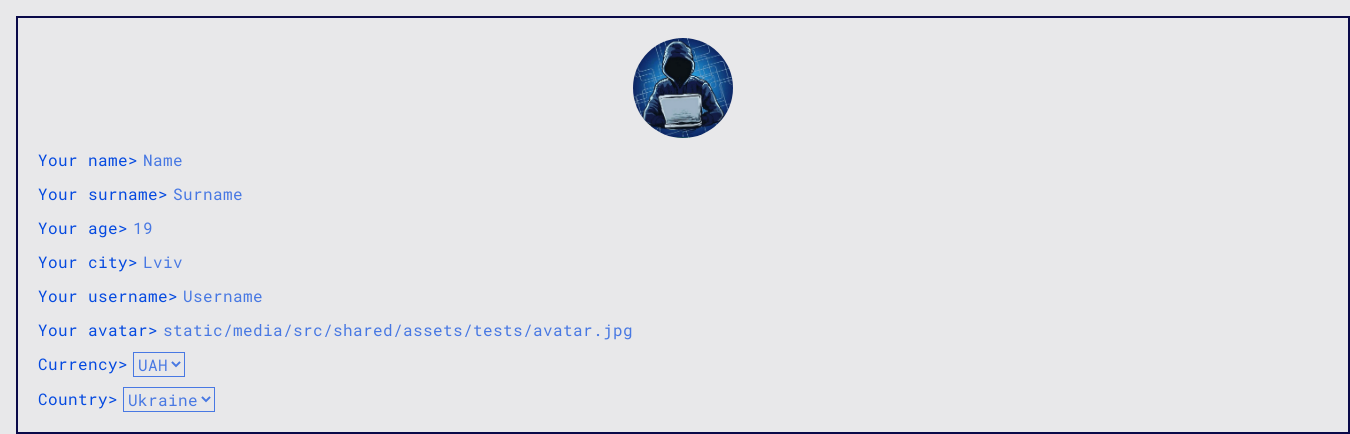 Your name> Name
Your surname> Surname
Your age> 19
Your city> Lviv
Your username> Username
Your avatar> static/media/src/shared/assets/tests/avatar.jpg
Currency> UAH
Country> Ukraine